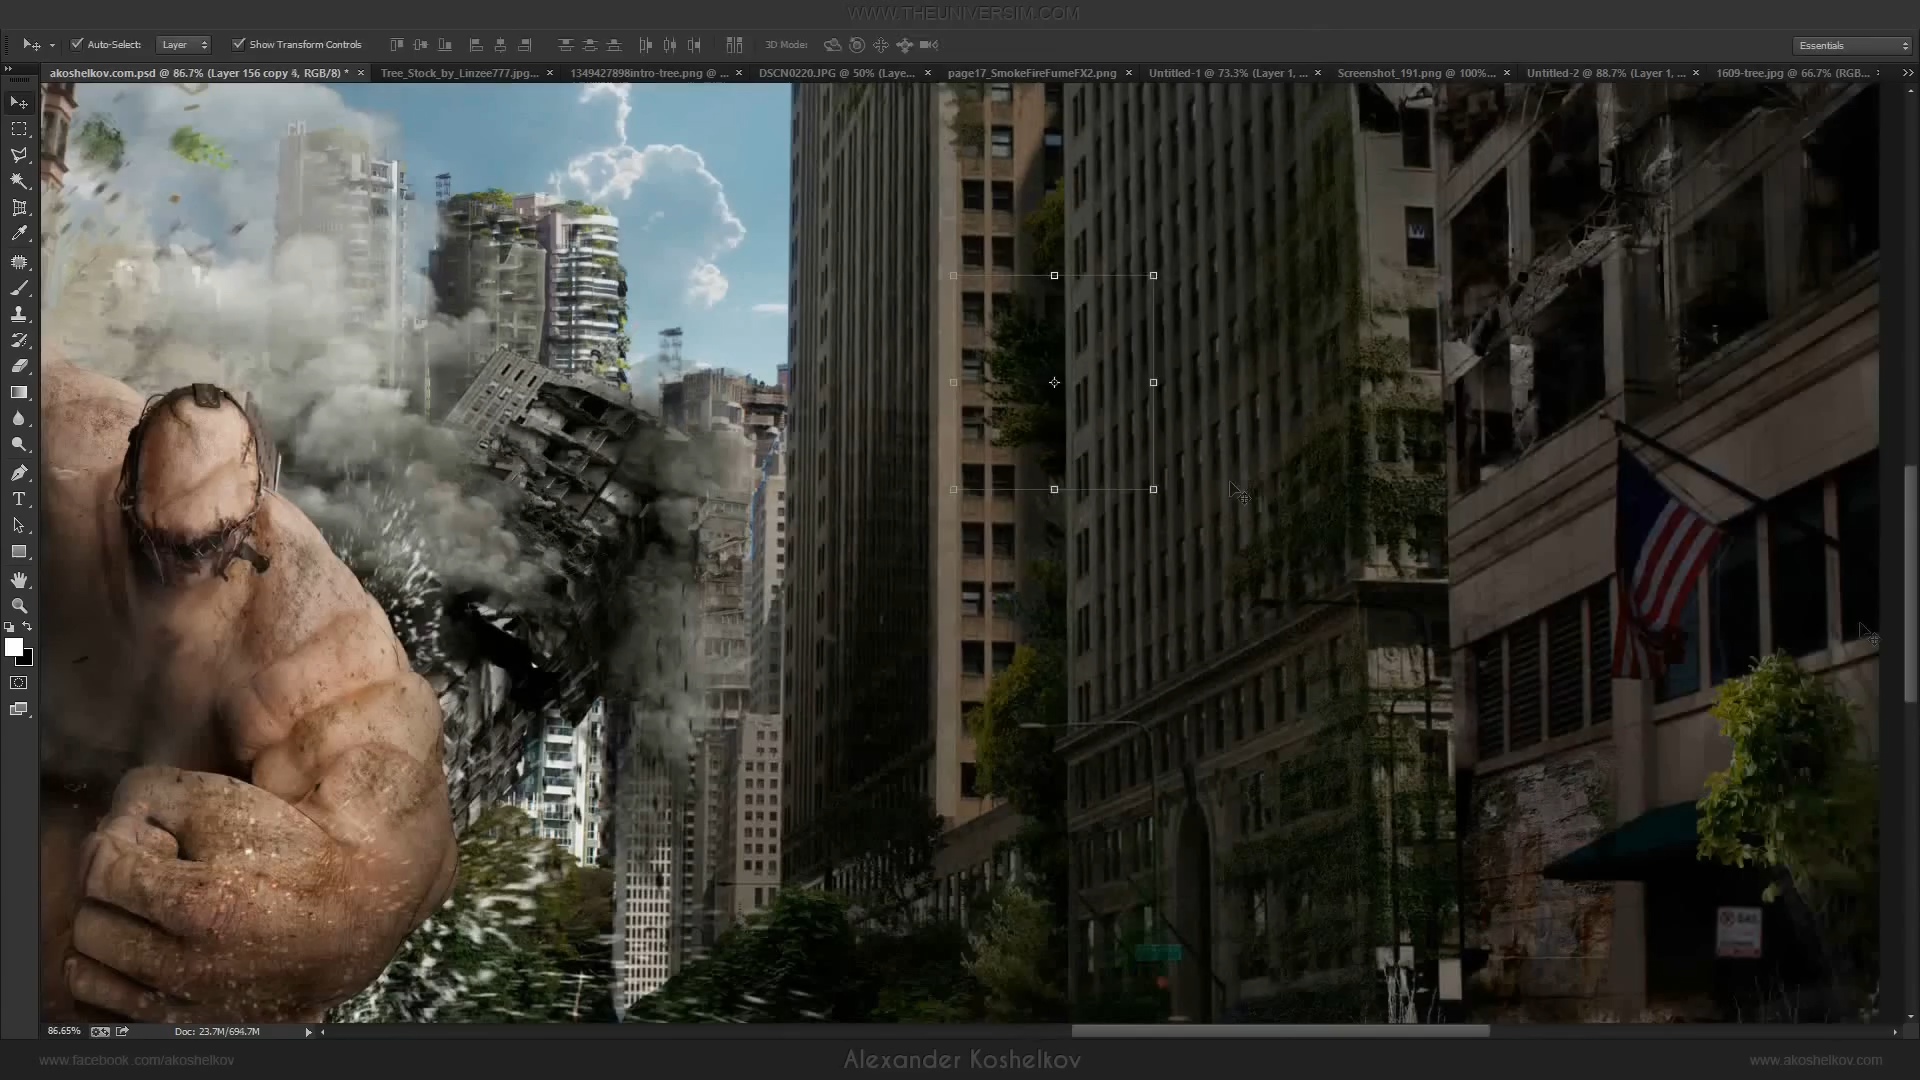 WWW.THEUNIVERSIM.COM
Auto-Select: Layer Show Transform Controls 3D Mode: Essentials
akoshelkov.com.psd @ 86.7% (Layer 156 copy 4, RGB/8) * × Tree_Stock_by_Linzee777.jpg... × 1349427898intro-tree.png @ ... × DSCN0220.JPG @ 50% (Laye... × page17_SmokeFireFumeFX2.png × Untitled-1 @ 73.3% (Layer 1, ... × Screenshot_191.png @ 100%... × Untitled-2 @ 88.7% (Layer 1, ... × 1609-tree.jpg @ 66.7% (RGB...
W
86.65% Doc: 23.7M/694.7M
www.facebook.com/akoshelkov Alexander Koshelkov www.akoshelkov.com